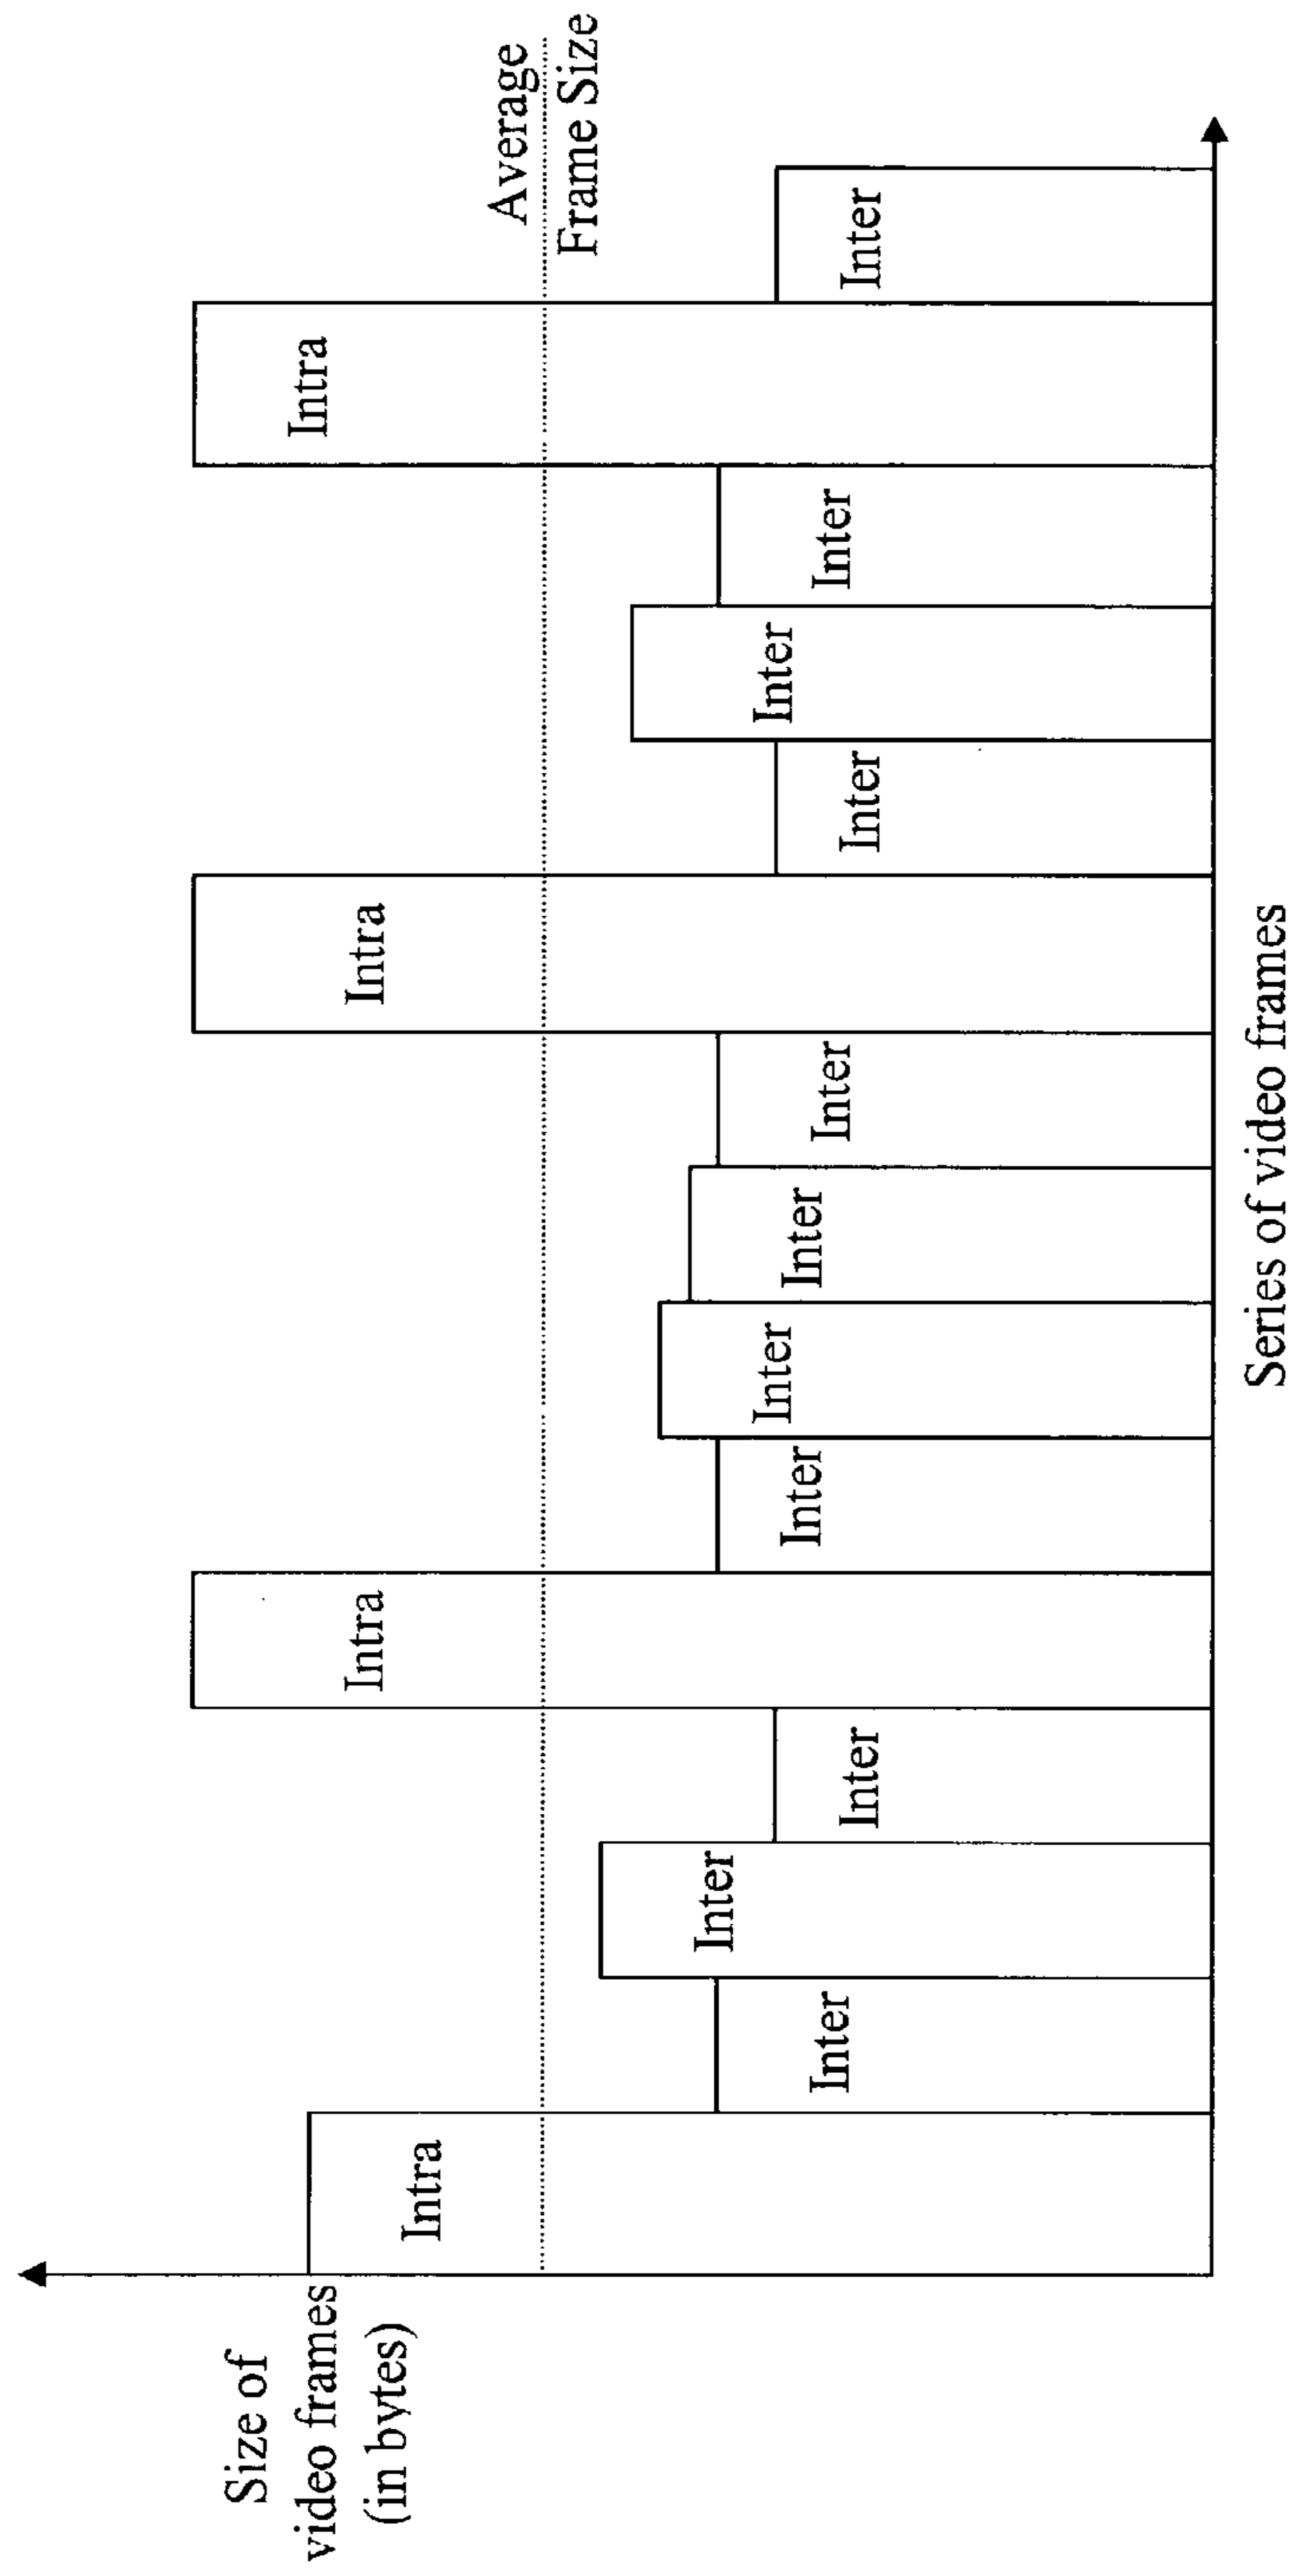 Size of
video frames
(in bytes)
Average
Frame Size
Intra
Inter
Inter
Inter
Intra
Inter
Inter
Inter
Inter
Intra
Inter
Inter
Inter
Intra
Inter
Series of video frames